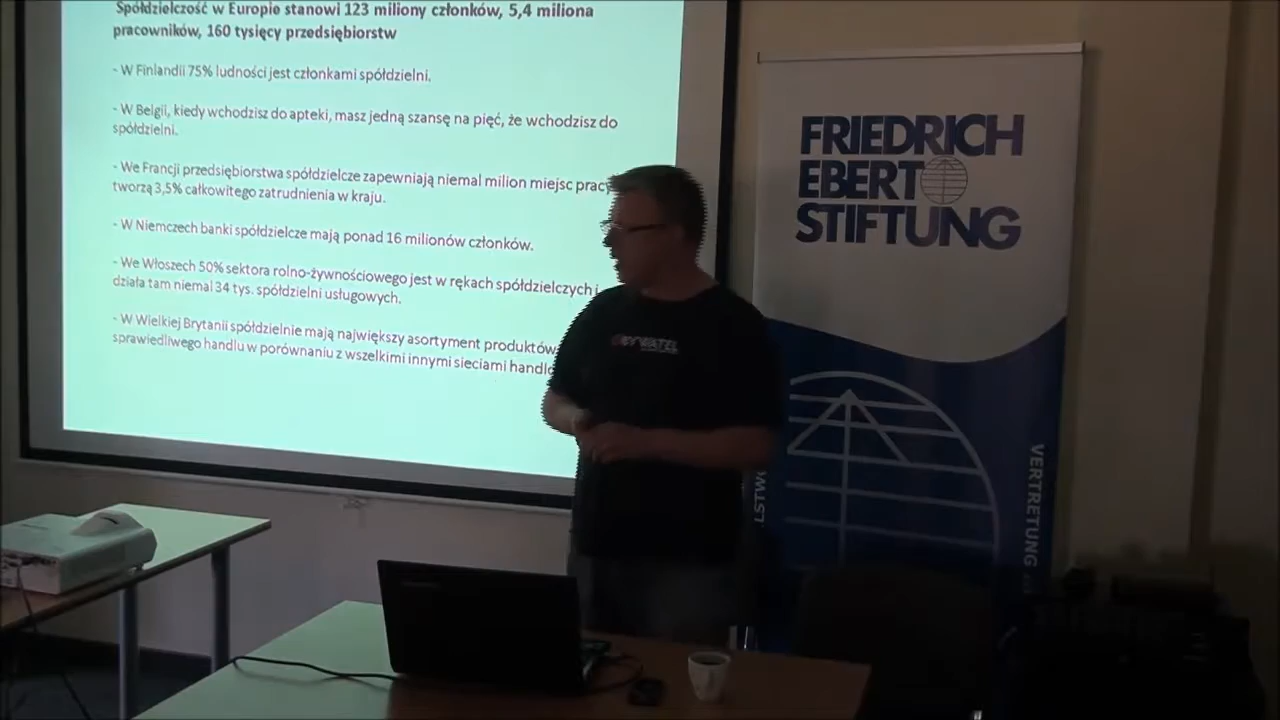 Spółdzielczość w Europie stanowi 123 miliony członków, 5,4 miliona
pracowników, 160 tysięcy przedsiębiorstw
- W Finlandii 75% ludności jest członkami spółdzielni.
- W Belgii, kiedy wchodzisz do apteki, masz jedną szansę na pięć, że wchodzisz do
spółdzielni.
- We Francji przedsiębiorstwa spółdzielcze zapewniają niemal milion miejsc pracy
tworzą 3,5% całkowitego zatrudnienia w kraju.
- W Niemczech banki spółdzielcze mają ponad 16 milionów członków.
- We Włoszech 50% sektora rolno-żywnościowego jest w rękach spółdzielczych i
działa tam niemal 34 tys. spółdzielni usługowych.
- W Wielkiej Brytanii spółdzielnie mają największy asortyment produktów
sprawiedliwego handlu w porównaniu z wszelkimi innymi sieciami
FRIEDRICH
EBERT
STIFTUNG
VERTRETUNG